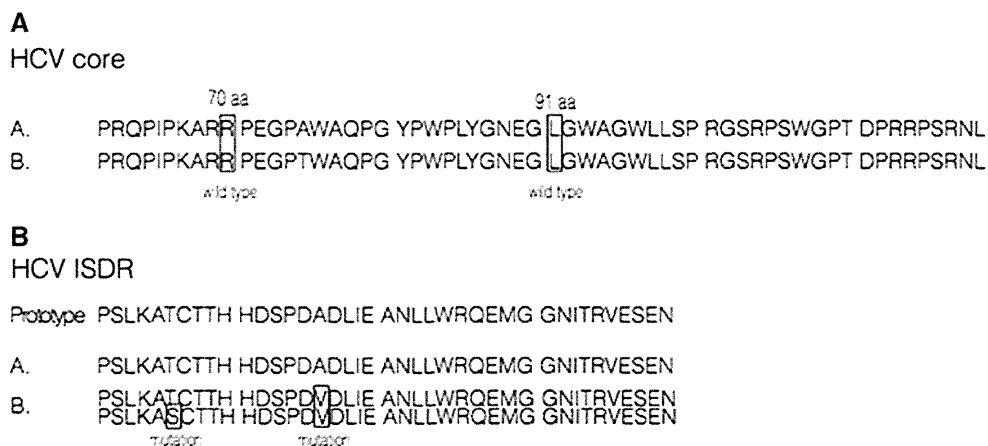 A
HCV core
70 aa 91 aa
A. PRQPIPKARR PEGPAWAQPG YPWPLYGNEG LGWAGWLLSP RGSRPSWGPT DPRRPSRNL
B. PRQPIPKARR PEGPTWAQPG YPWPLYGNEG LGWAGWLLSP RGSRPSWGPT DPRRPSRNL
wild type wild type
B
HCV ISDR
Prototype PSLKATCTTH HDSPDADLIE ANLLWRQEMG GNITRVESEN
A. PSLKATCTTH HDSPDADLIE ANLLWRQEMG GNITRVESEN
B. PSLKATCTTH HDSPDVDLIE ANLLWRQEMG GNITRVESEN
PSLKASCTTH HDSPDVDLIE ANLLWRQEMG GNITRVESEN
mutation mutation